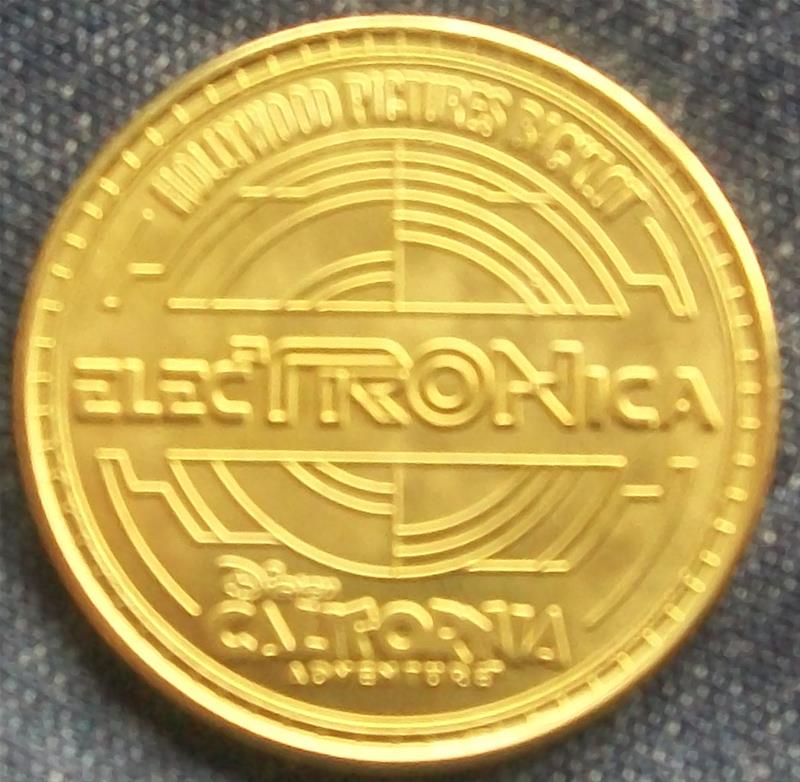 HOLLYWOOD PICTURES BACKLOT
ELECTRONICA
Disney
CALIFORNIA
ADVENTURE